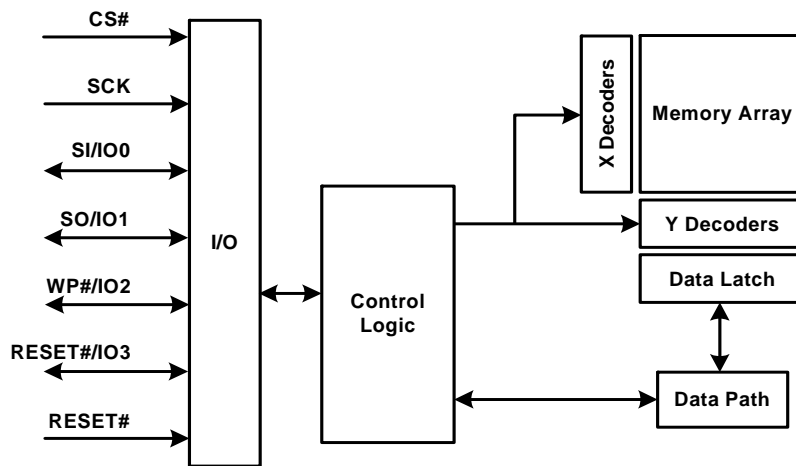 CS#
SCK
SI/IO0
SO/IO1
WP#/IO2
RESET#/IO3
RESET#
I/O
Control
Logic
X Decoders
Memory Array
Y Decoders
Data Latch
Data Path